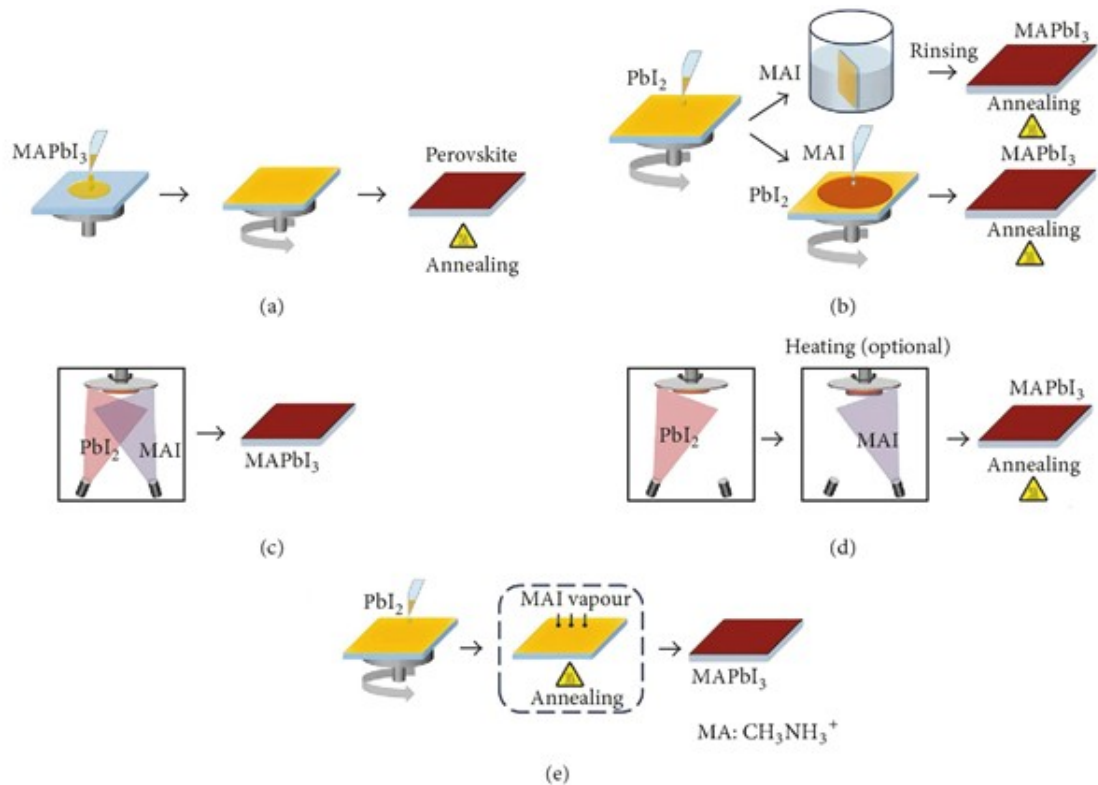 MAPbI₃
Perovskite
Annealing
(a)
PbI₂
MAI
Rinsing
MAPbI₃
Annealing
MAI
PbI₂
MAPbI₃
Annealing
(b)
PbI₂
MAI
MAPbI₃
(c)
Heating (optional)
PbI₂
MAI
MAPbI₃
Annealing
(d)
PbI₂
MAI vapour
Annealing
MAPbI₃
MA: CH₃NH₃⁺
(e)